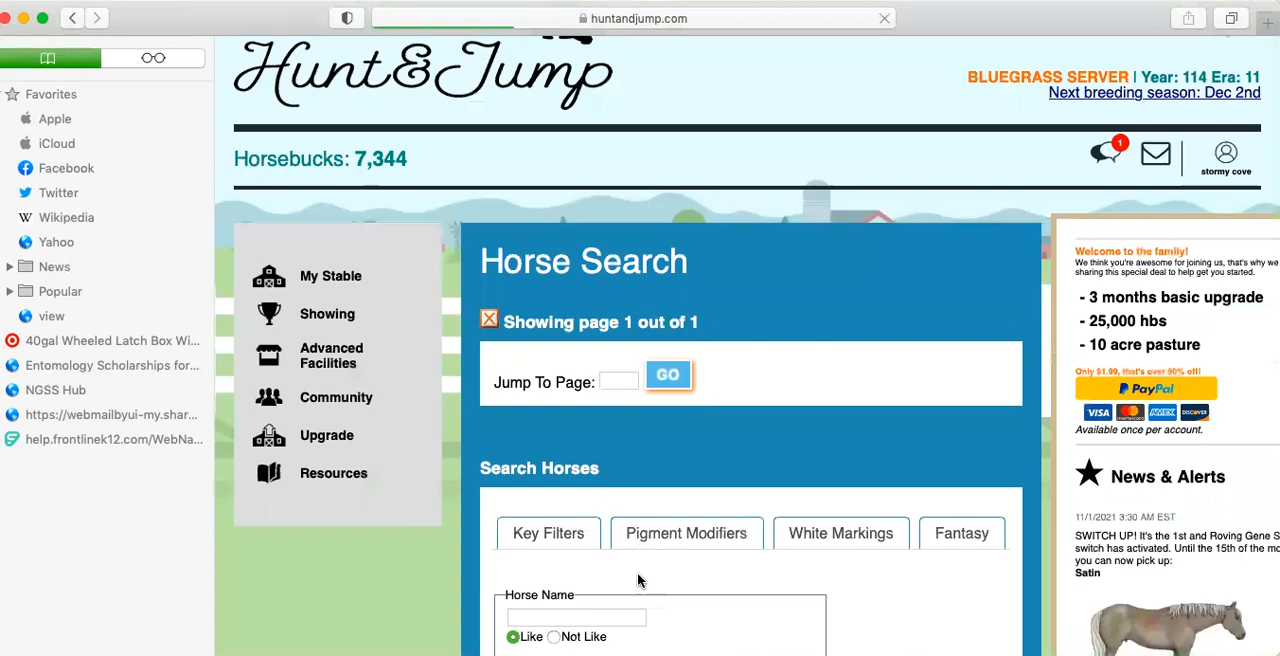 huntandjump.com
Favorites
Apple
iCloud
Facebook
Twitter
Wikipedia
Yahoo
News
Popular
view
40gal Wheeled Latch Box Wi...
Entomology Scholarships for...
NGSS Hub
https://webmailbyui-my.shar...
help.frontlinek12.com/WebNa...
Hunt&Jump
BLUEGRASS SERVER | Year: 114 Era: 11
Next breeding season: Dec 2nd
Horsebucks: 7,344
1
stormy cove
My Stable
Showing
Advanced
Facilities
Community
Upgrade
Resources
Horse Search
Showing page 1 out of 1
Jump To Page:
GO
Search Horses
Key Filters
Pigment Modifiers
White Markings
Fantasy
Horse Name
Like
Not Like
Welcome to the family!
We think you're awesome for joining us, that's why we
sharing this special deal to help get you started.
- 3 months basic upgrade
- 25,000 hbs
- 10 acre pasture
Only $1.99, that's over 90% off!
PayPal
VISA
MasterCard
AMEX
DISCOVER
Available once per account.
News & Alerts
11/1/2021 3:30 AM EST
SWITCH UP! It's the 1st and Roving Gene S
switch has activated. Until the 15th of the mo
you can now pick up:
Satin